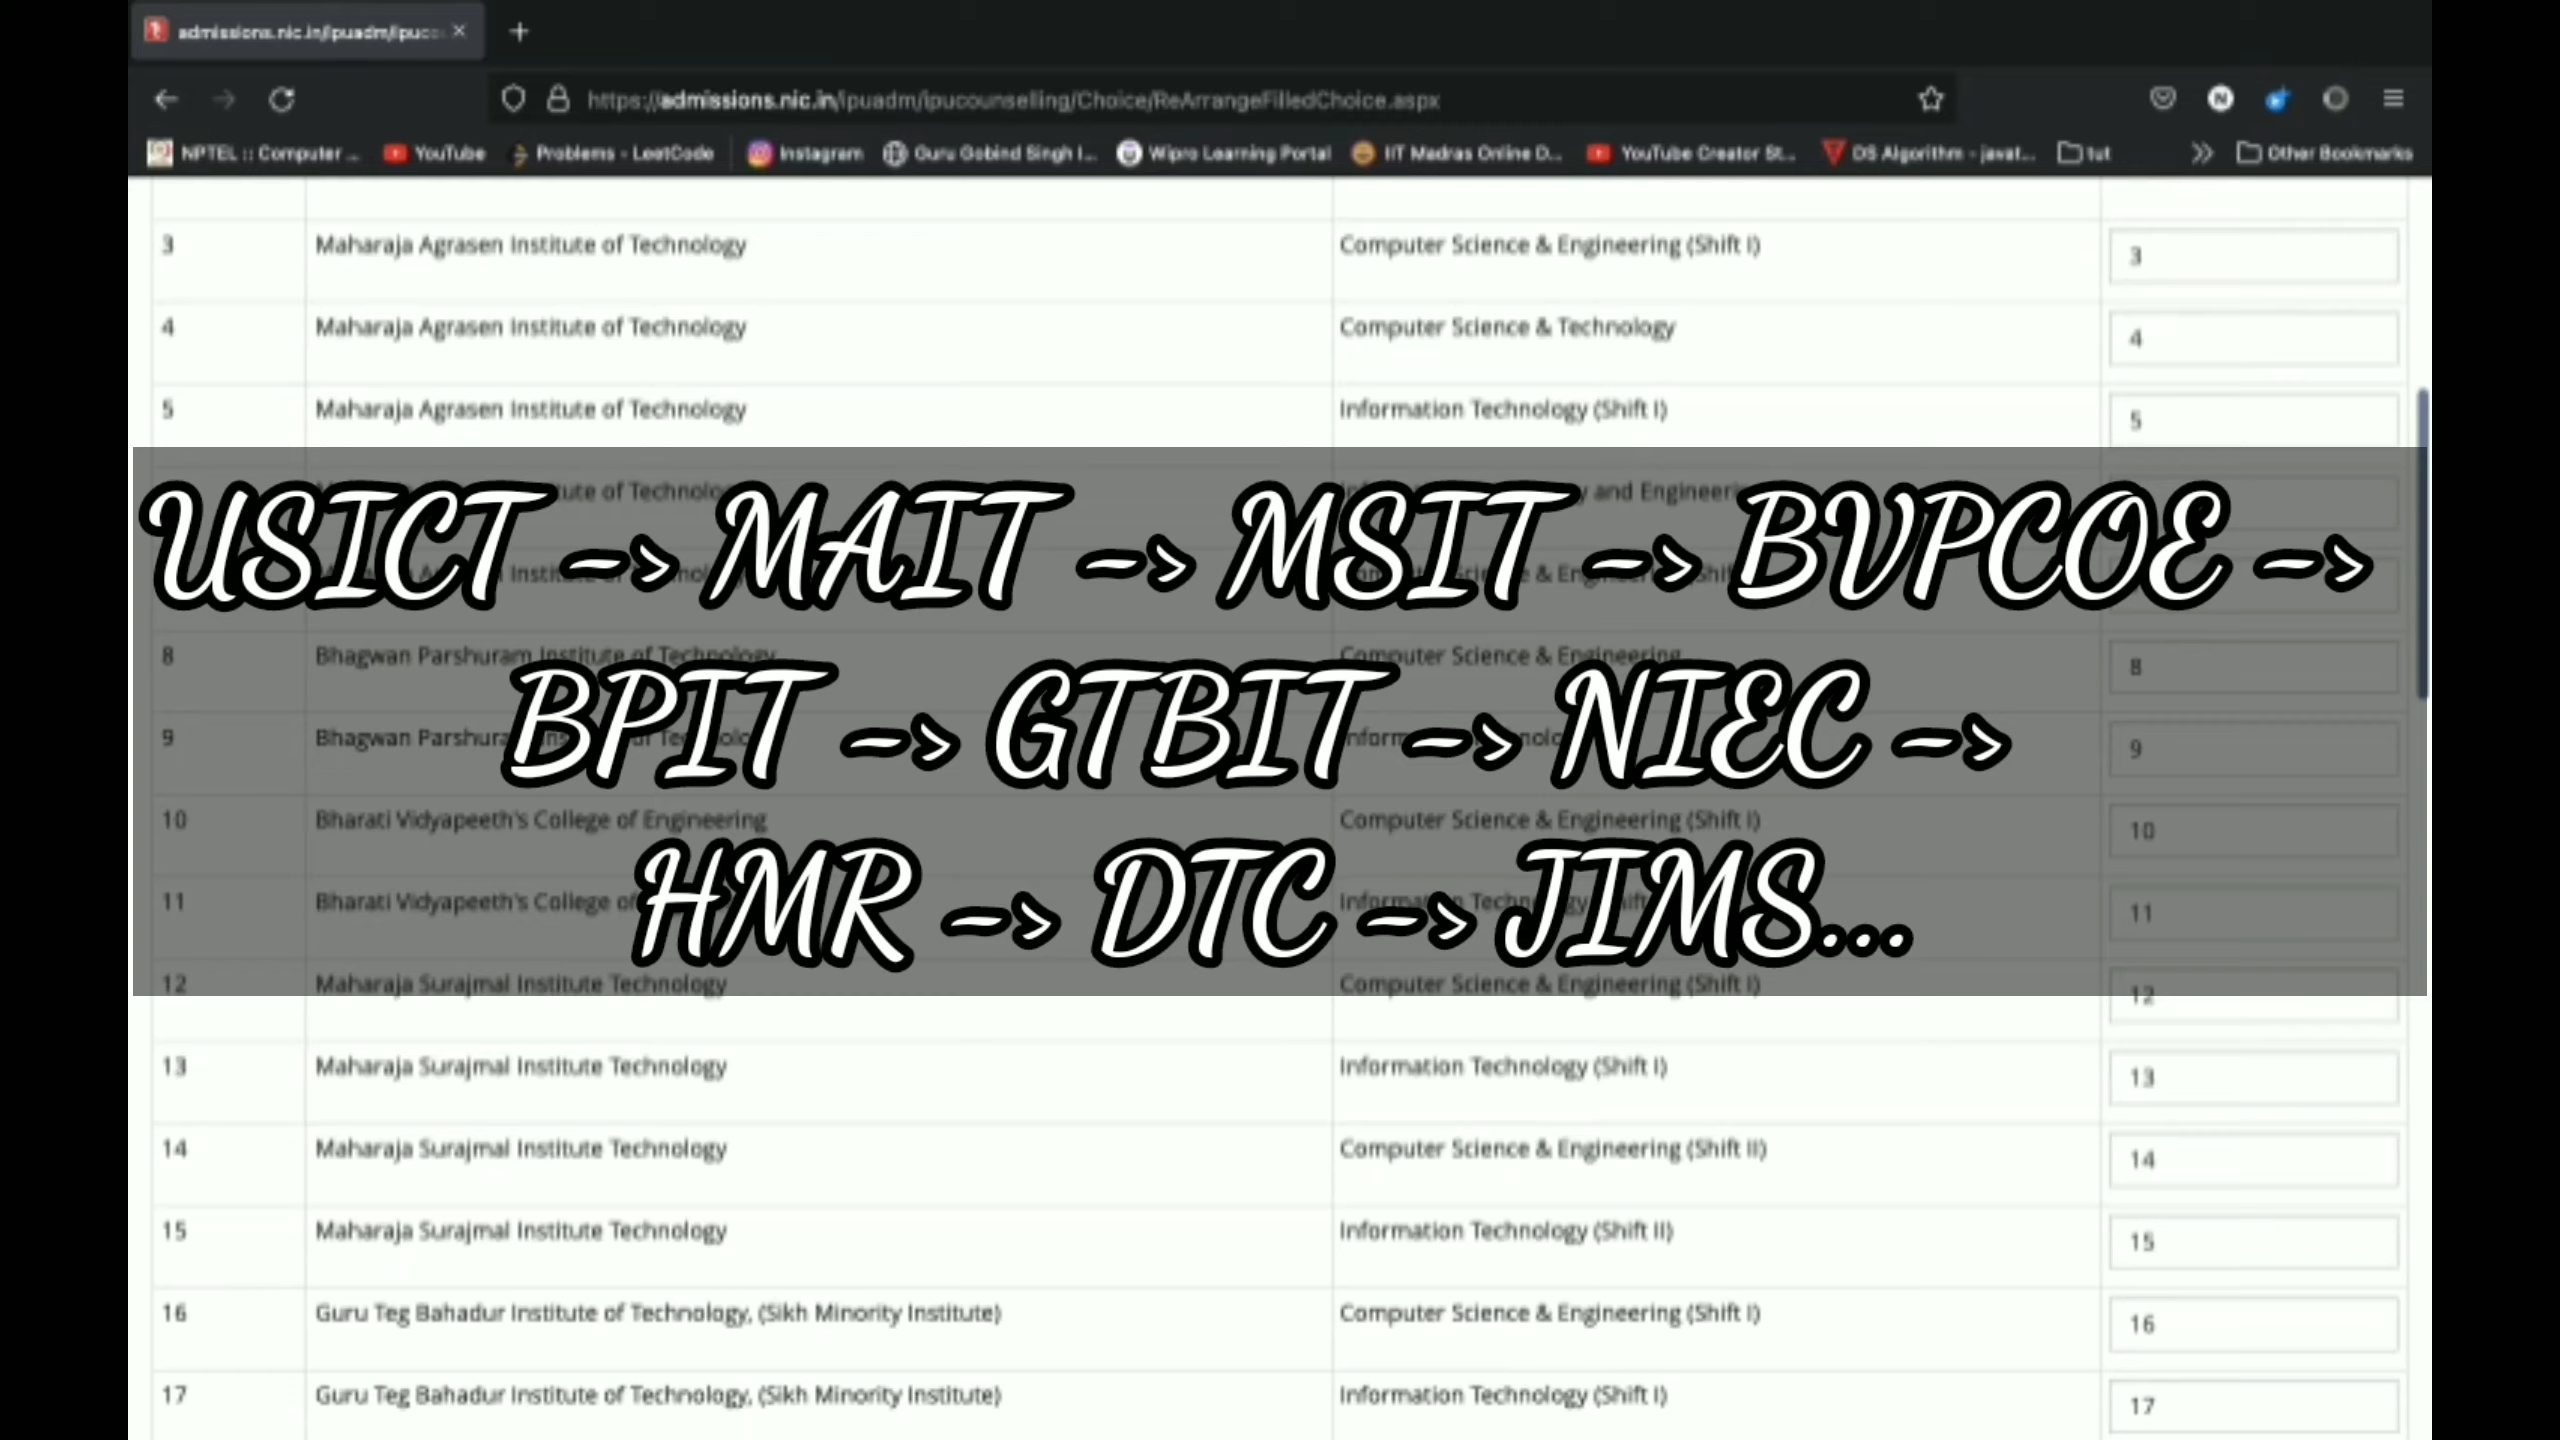 admissions.nic.in/ipuadm/ipuco
https://admissions.nic.in/ipuadm/ipucounselling/Choice/ReArrangeFilledChoice.aspx
NPTEL :: Computer ... YouTube Problems - LeetCode Instagram Guru Gobind Singh I... Wipro Learning Portal IIT Madras Online D... YouTube Creator St... DS Algorithm - javat... tut Other Bookmarks
3 Maharaja Agrasen Institute of Technology Computer Science & Engineering (Shift I) 3
4 Maharaja Agrasen Institute of Technology Computer Science & Technology 4
5 Maharaja Agrasen Institute of Technology Information Technology (Shift I) 5
USICT -> MAIT -> MSIT -> BVPCOE ->
8 Bhagwan Parshuram Institute of Technology Computer Science & Engineering 8
BPIT -> GTBIT -> NIEC ->
9 Bhagwan 9
10 Bharati Vidyapeeth's College of Engineering Computer Science & Engineering (Shift I) 10
HMR -> DTC -> JIMS...
11 Bharati Vidyapeeth's College of 11
12 Maharaja Surajmal Institute Technology Computer Science & Engineering (Shift I) 12
13 Maharaja Surajmal Institute Technology Information Technology (Shift I) 13
14 Maharaja Surajmal Institute Technology Computer Science & Engineering (Shift II) 14
15 Maharaja Surajmal Institute Technology Information Technology (Shift II) 15
16 Guru Teg Bahadur Institute of Technology, (Sikh Minority Institute) Computer Science & Engineering (Shift I) 16
17 Guru Teg Bahadur Institute of Technology, (Sikh Minority Institute) Information Technology (Shift I) 17